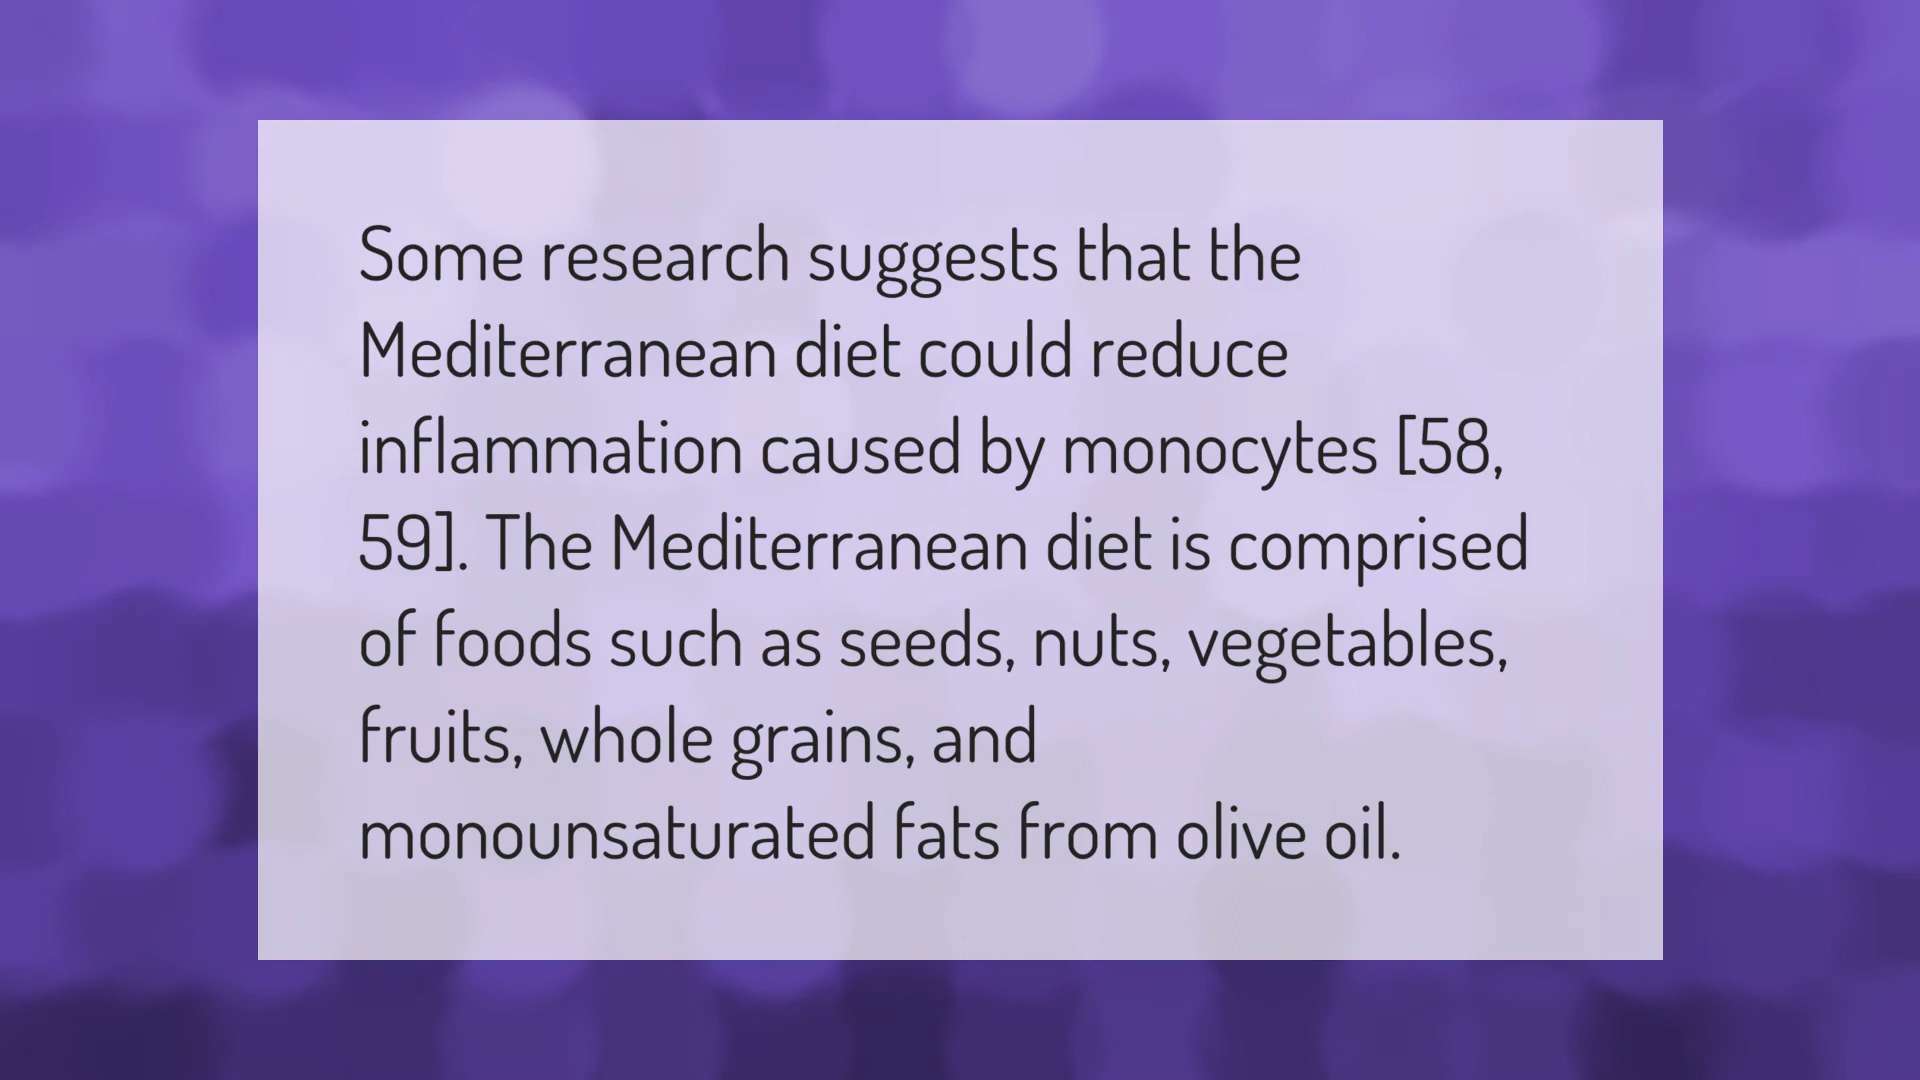 Some research suggests that the
Mediterranean diet could reduce
inflammation caused by monocytes [58,
59]. The Mediterranean diet is comprised
of foods such as seeds, nuts, vegetables,
fruits, whole grains, and
monounsaturated fats from olive oil.